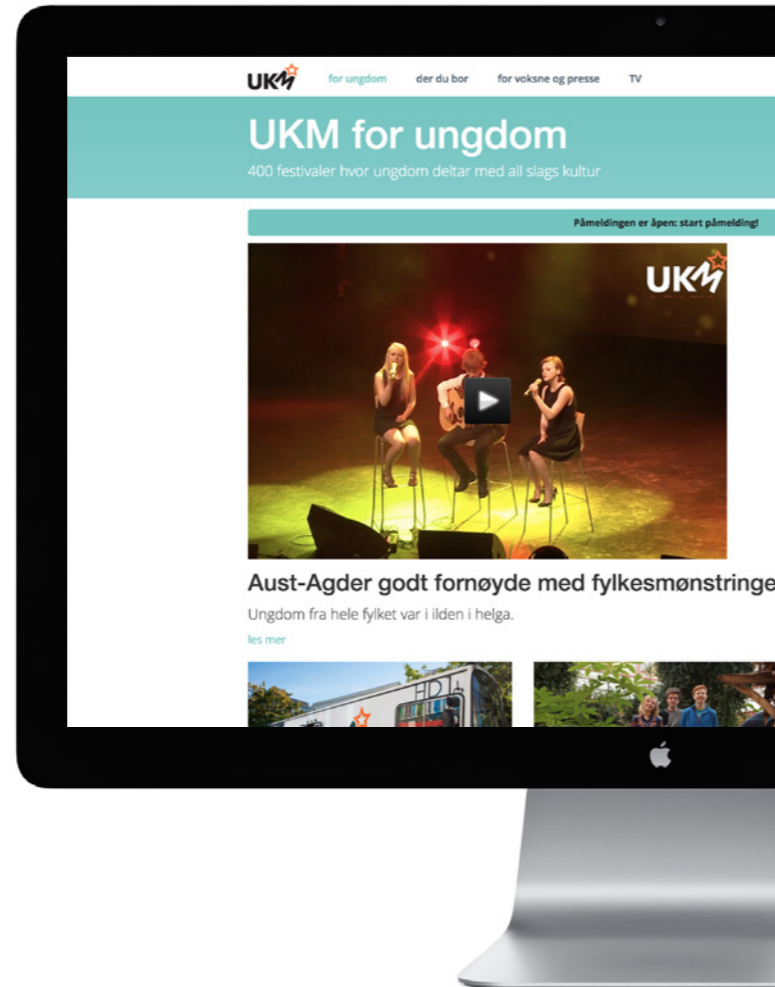 UKM
for ungdom der du bor for voksne og presse TV
UKM for ungdom
400 festivaler hvor ungdom deltar med all slags kultur
Påmeldingen er åpen: start påmelding!
UKM
Aust-Agder godt fornøyde med fylkesmønstringe
Ungdom fra hele fylket var i ilden i helga.
les mer